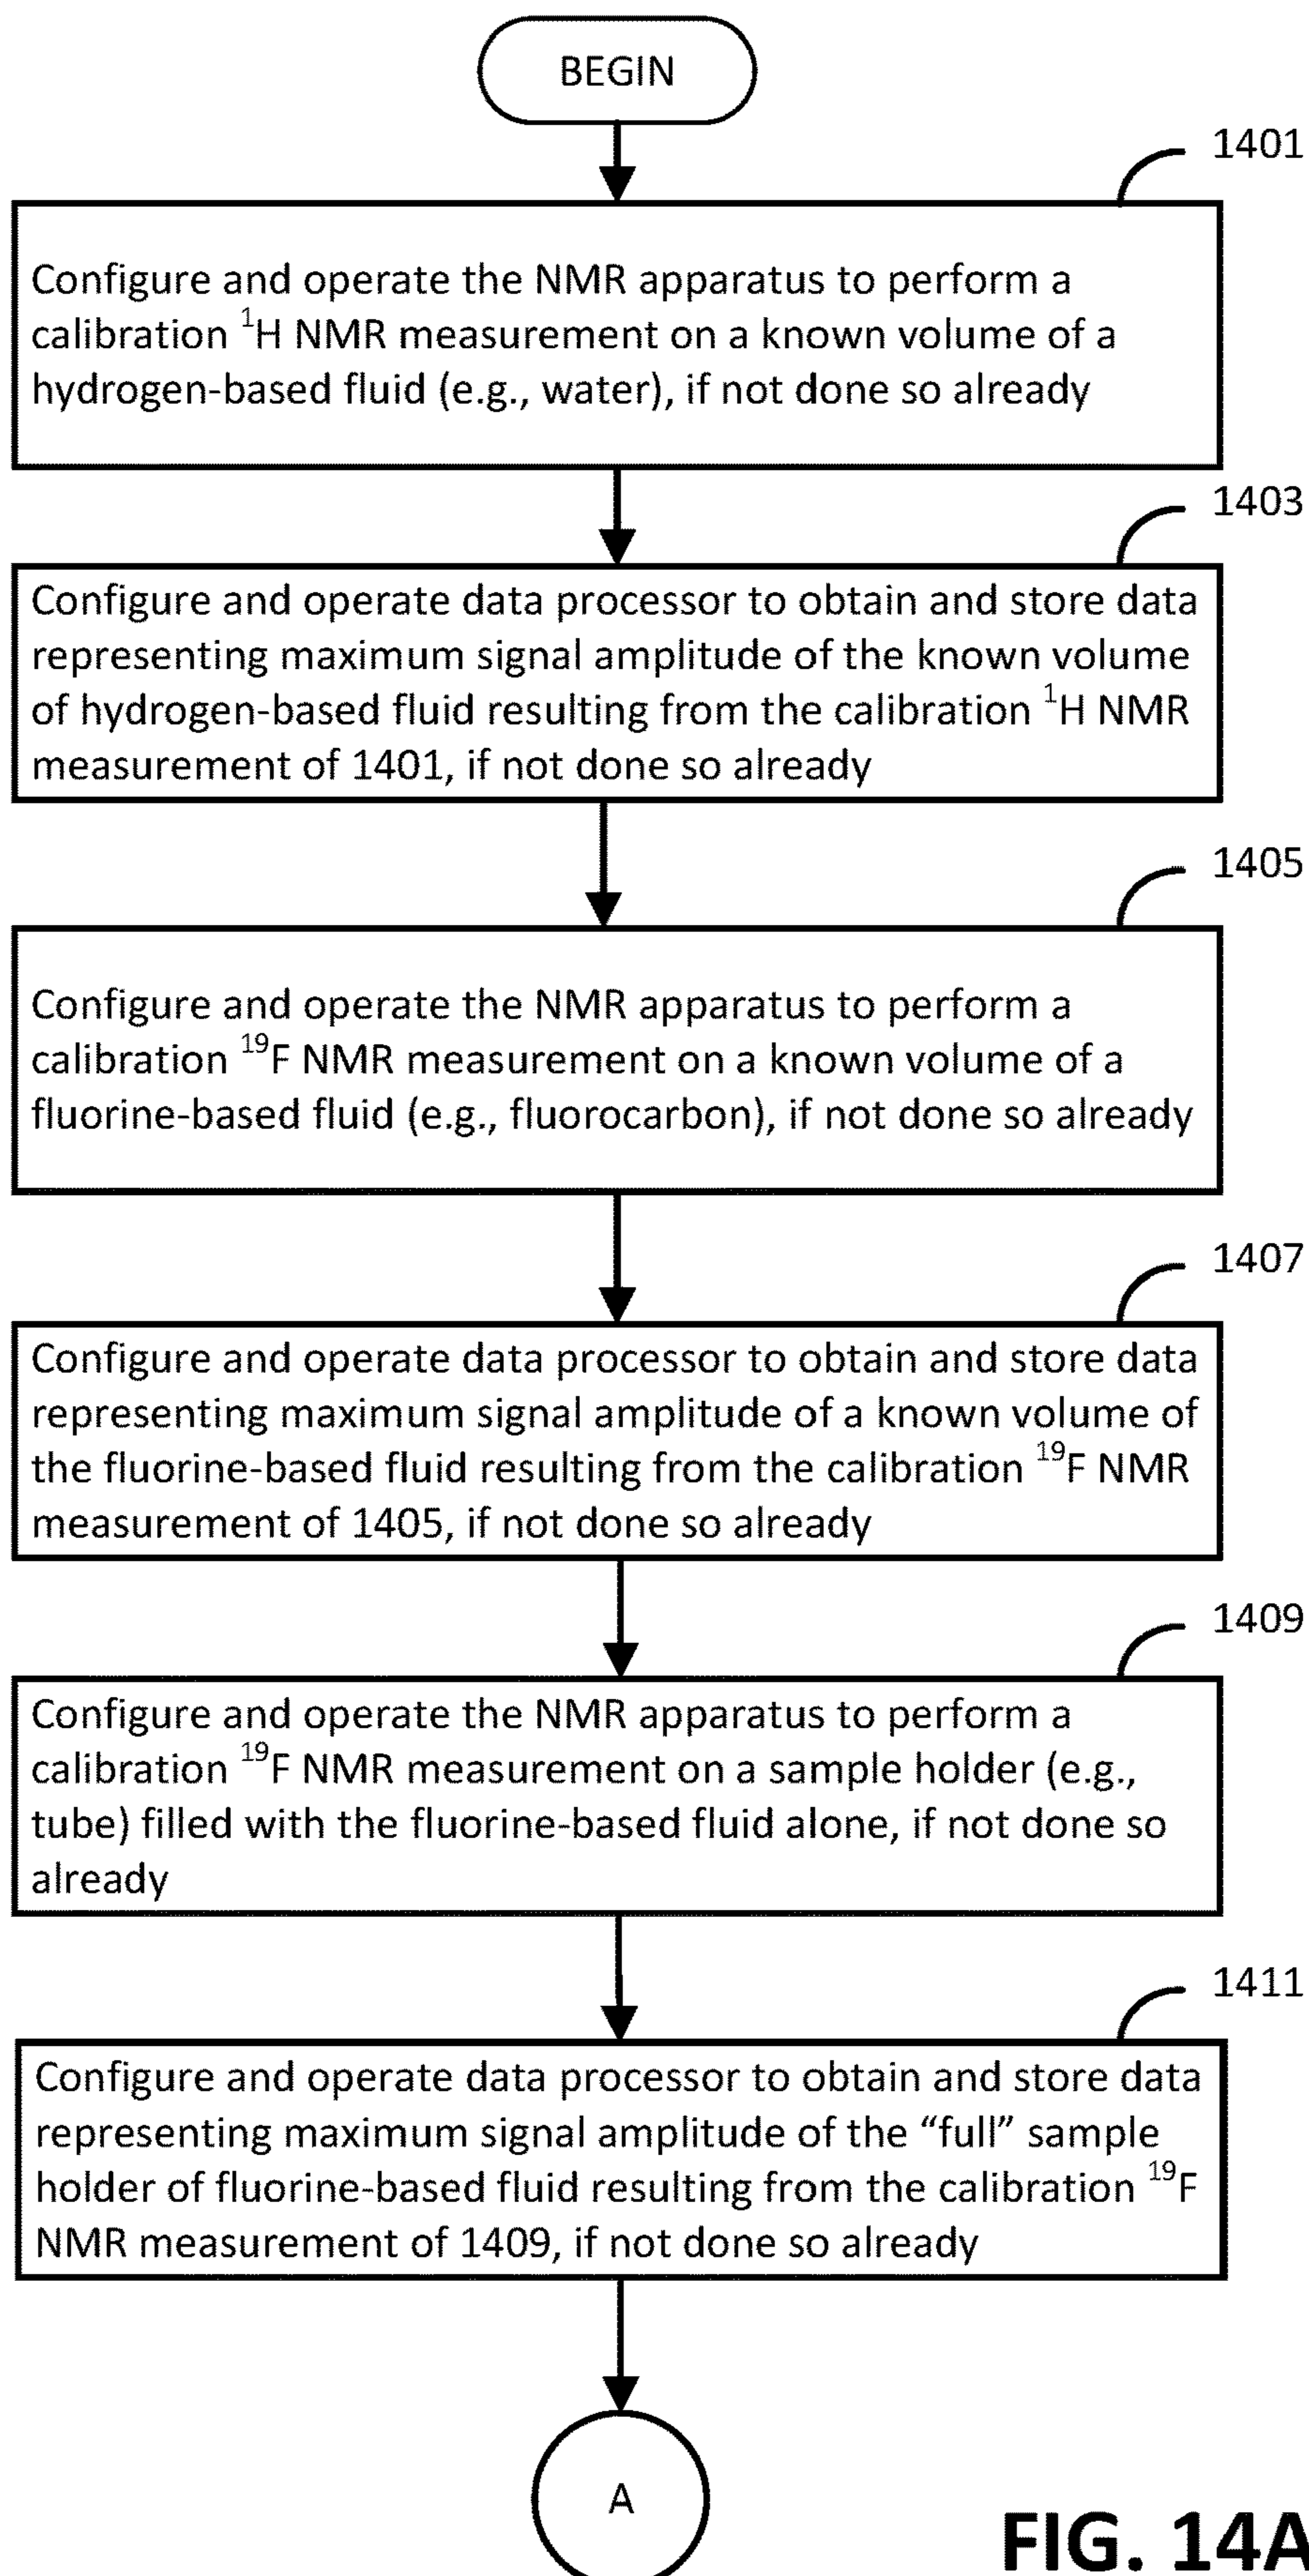 BEGIN
1401
Configure and operate the NMR apparatus to perform a
calibration ¹H NMR measurement on a known volume of a
hydrogen-based fluid (e.g., water), if not done so already
1403
Configure and operate data processor to obtain and store data
representing maximum signal amplitude of the known volume
of hydrogen-based fluid resulting from the calibration ¹H NMR
measurement of 1401, if not done so already
1405
Configure and operate the NMR apparatus to perform a
calibration ¹⁹F NMR measurement on a known volume of a
fluorine-based fluid (e.g., fluorocarbon), if not done so already
1407
Configure and operate data processor to obtain and store data
representing maximum signal amplitude of a known volume of
the fluorine-based fluid resulting from the calibration ¹⁹F NMR
measurement of 1405, if not done so already
1409
Configure and operate the NMR apparatus to perform a
calibration ¹⁹F NMR measurement on a sample holder (e.g.,
tube) filled with the fluorine-based fluid alone, if not done so
already
1411
Configure and operate data processor to obtain and store data
representing maximum signal amplitude of the “full” sample
holder of fluorine-based fluid resulting from the calibration ¹⁹F
NMR measurement of 1409, if not done so already
A
FIG. 14A